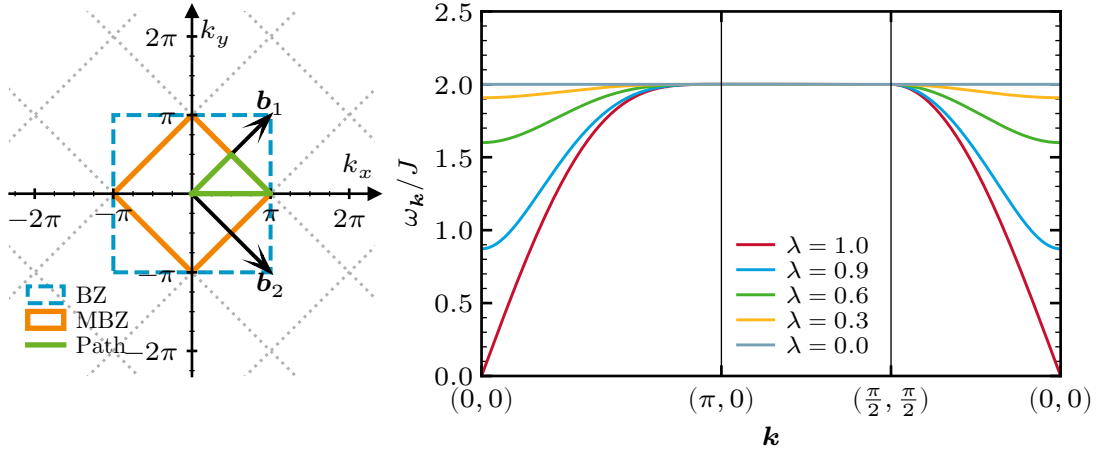 2π
k_y
b_1
π
k_x
−2π
−π
π
2π
−π
b_2
BZ
MBZ
Path
−2π
2.5
2.0
1.5
1.0
0.5
0.0
ω_k/J
λ = 1.0
λ = 0.9
λ = 0.6
λ = 0.3
λ = 0.0
(0, 0)
(π, 0)
(π/2, π/2)
(0, 0)
k